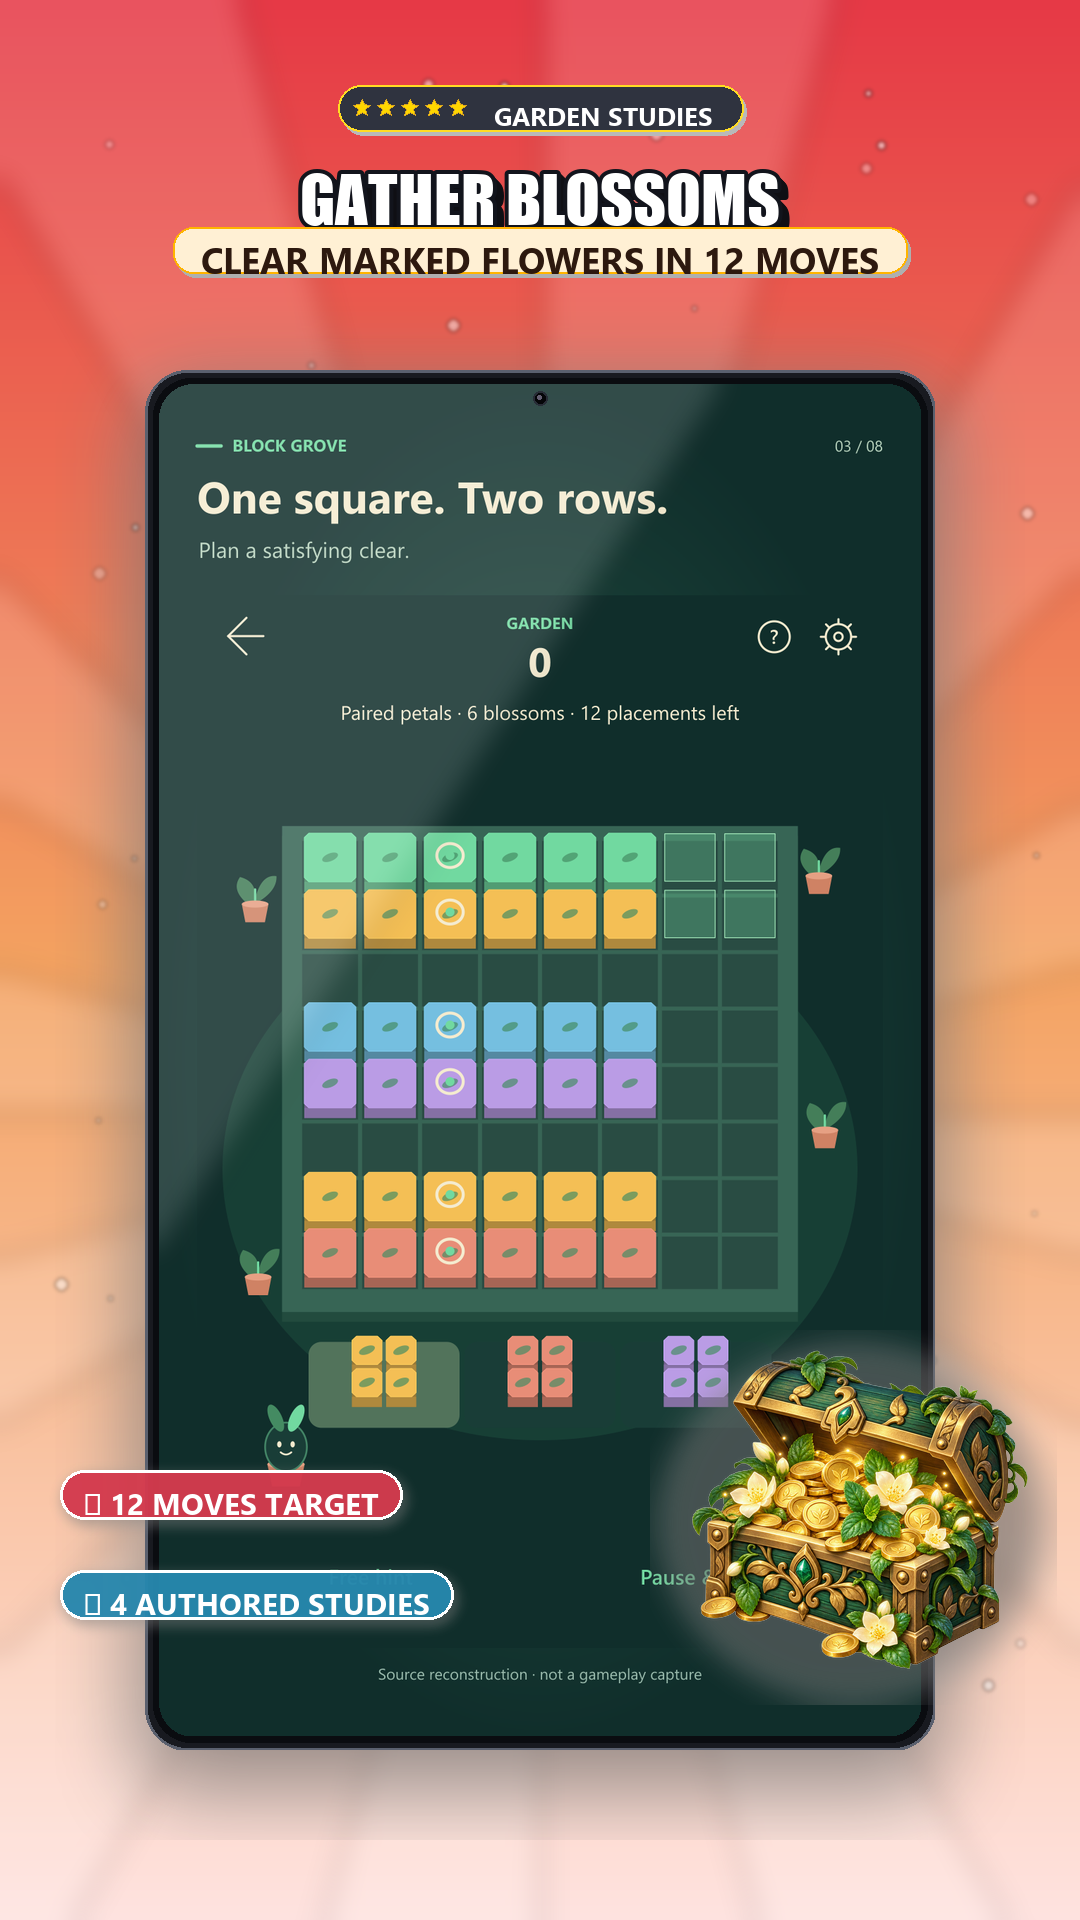 GARDEN STUDIES
GATHER BLOSSOMS
CLEAR MARKED FLOWERS IN 12 MOVES
BLOCK GROVE
03 / 08
One square. Two rows.
Plan a satisfying clear.
GARDEN
0
?
Paired petals · 6 blossoms · 12 placements left
12 MOVES TARGET
4 AUTHORED STUDIES
Pause
Source reconstruction · not a gameplay capture